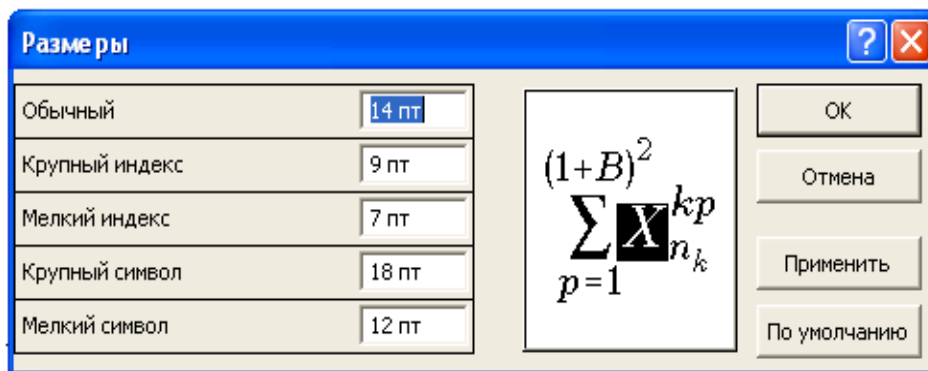 Размеры
Обычный 14 пт
Крупный индекс 9 пт
Мелкий индекс 7 пт
Крупный символ 18 пт
Мелкий символ 12 пт
(1+B)²
∑ X kp
n k
p=1
OK
Отмена
Применить
По умолчанию